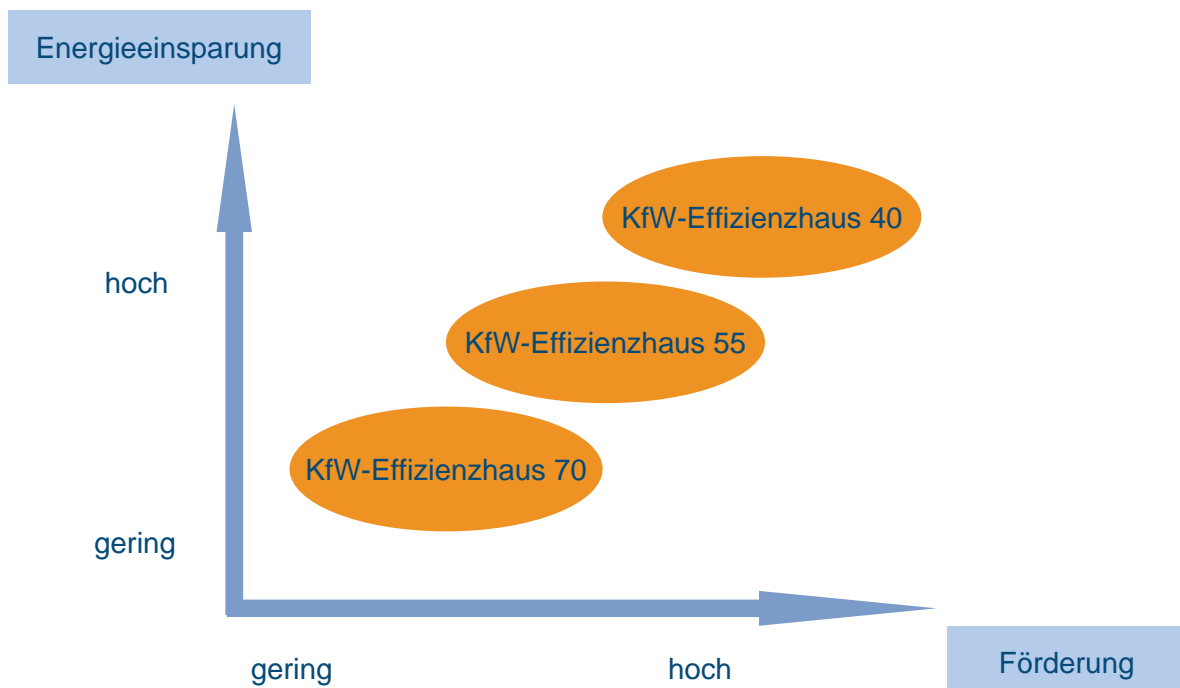 Energieeinsparung
KfW-Effizienzhaus 40
hoch
KfW-Effizienzhaus 55
KfW-Effizienzhaus 70
gering
gering
hoch
Förderung